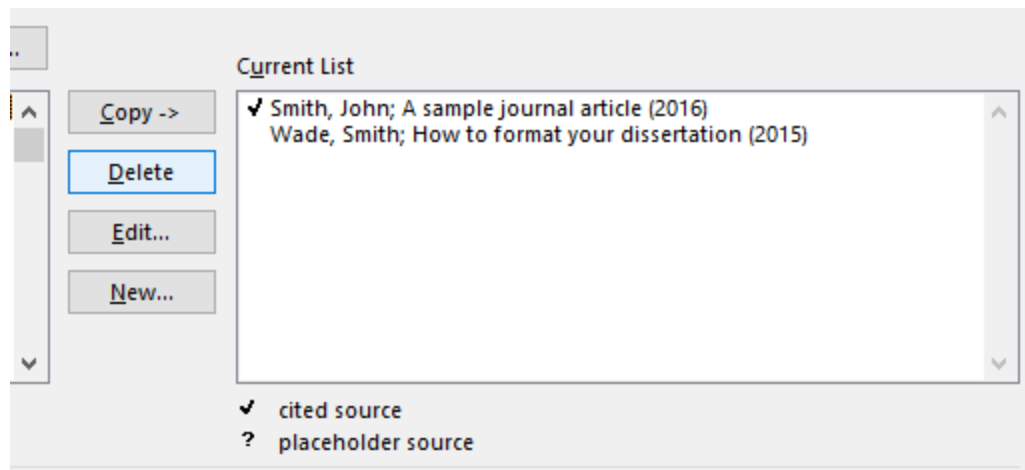 ..
Current List
Copy ->
Delete
Edit...
New...
Smith, John; A sample journal article (2016)
Wade, Smith; How to format your dissertation (2015)
cited source
? placeholder source